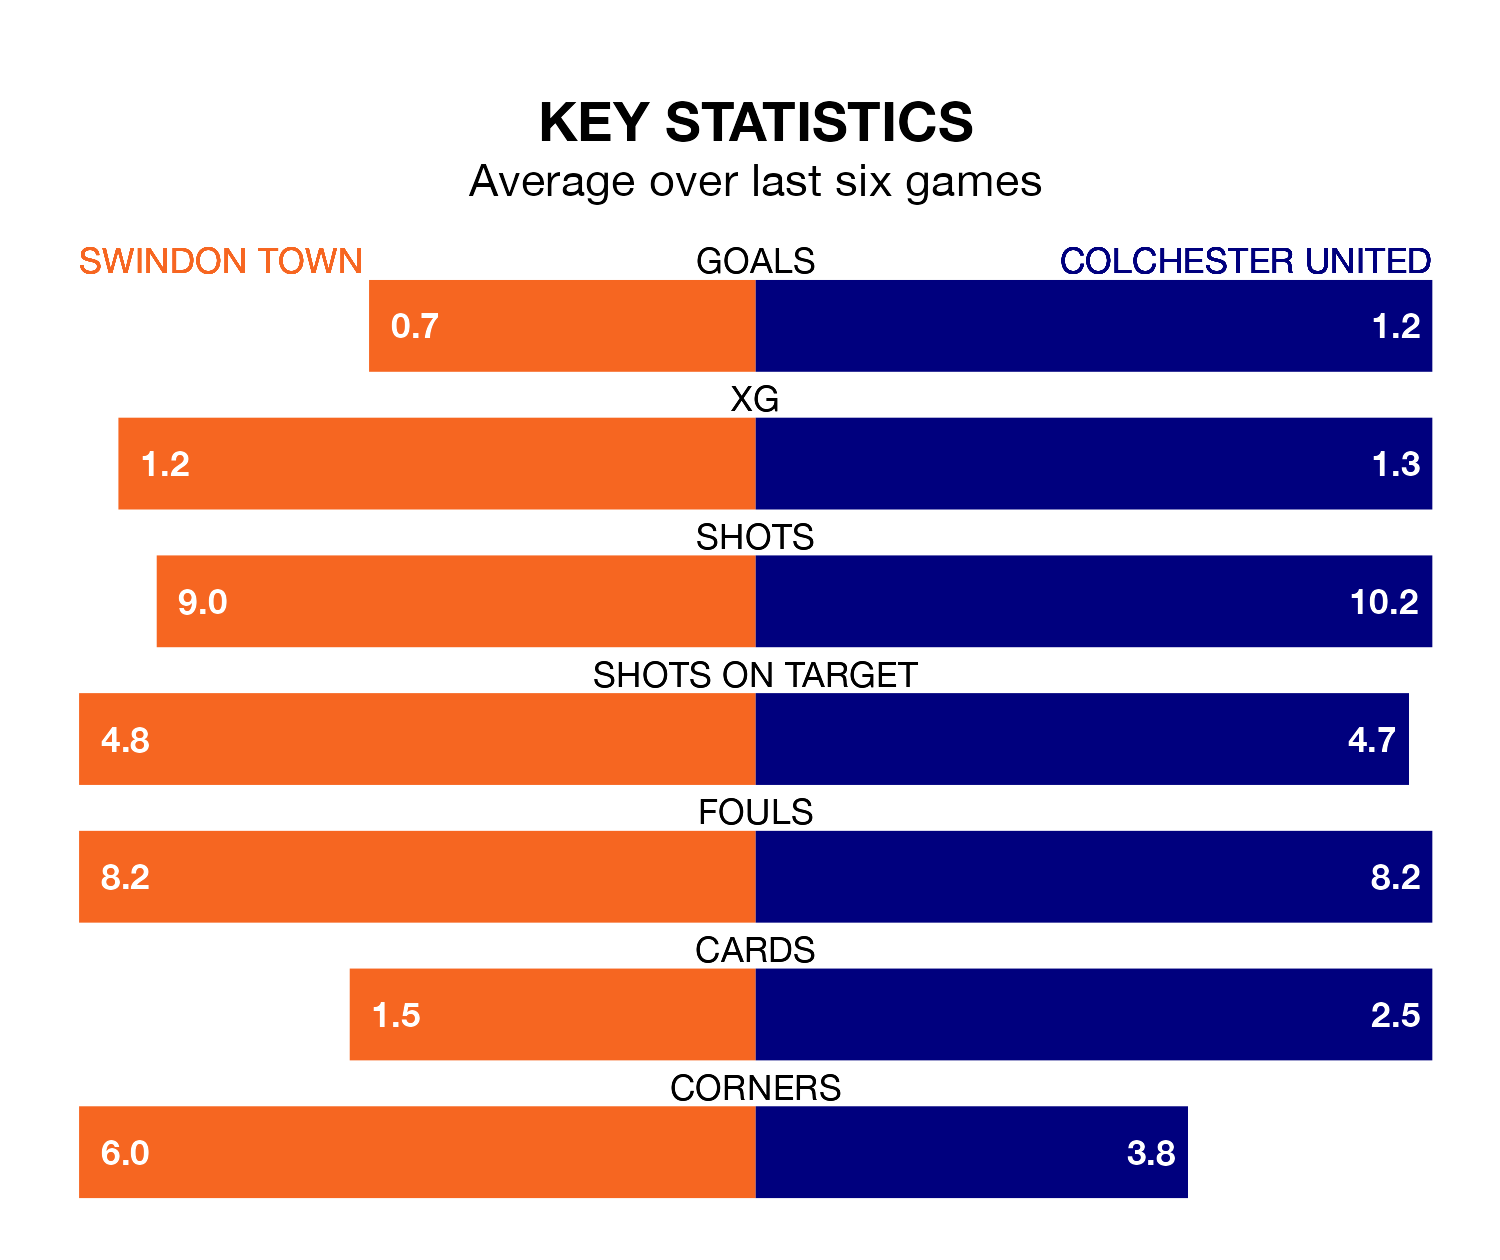 KEY STATISTICS
Average over last six games
SWINDON TOWN GOALS COLCHESTER UNITED
0.7 1.2
XG
1.2 1.3
SHOTS
9.0 10.2
SHOTS ON TARGET
4.8 4.7
FOULS
8.2 8.2
CARDS
1.5 2.5
CORNERS
6.0 3.8